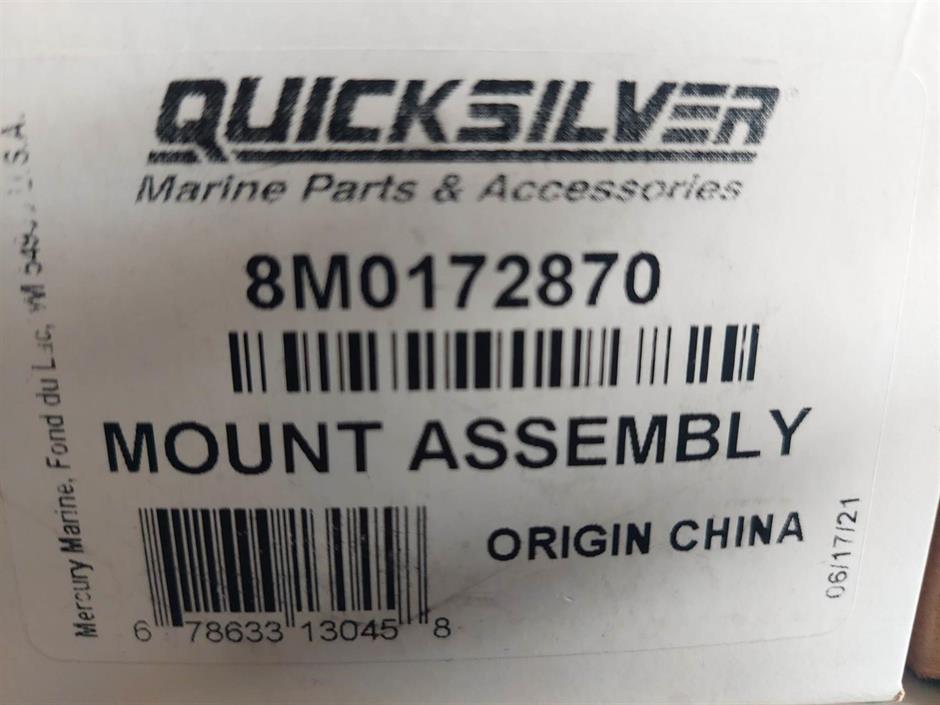 QUICKSILVER
Marine Parts & Accessories
8M0172870
MOUNT ASSEMBLY
ORIGIN CHINA
6 78633 13045 8
06/17/21
Mercury Marine, Fond du Lac, WI U.S.A.